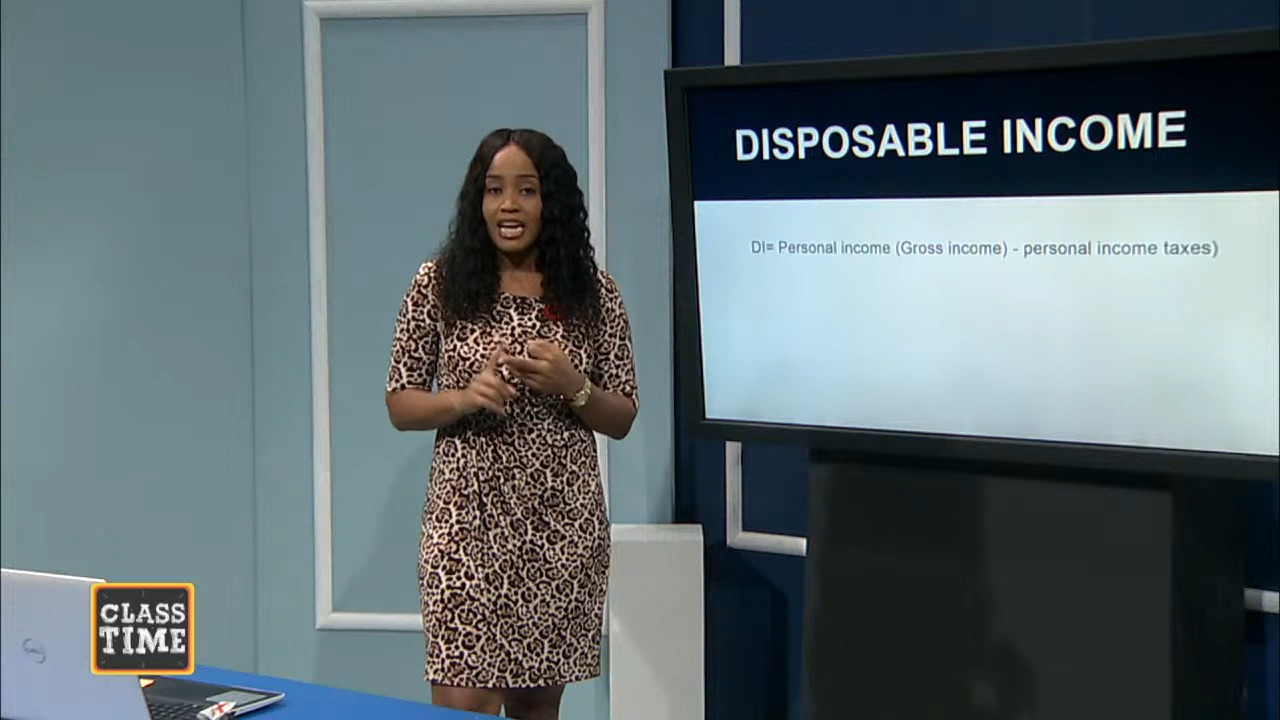 DISPOSABLE INCOME
DI= Personal income (Gross income) - personal income taxes)
CLASS
TIME